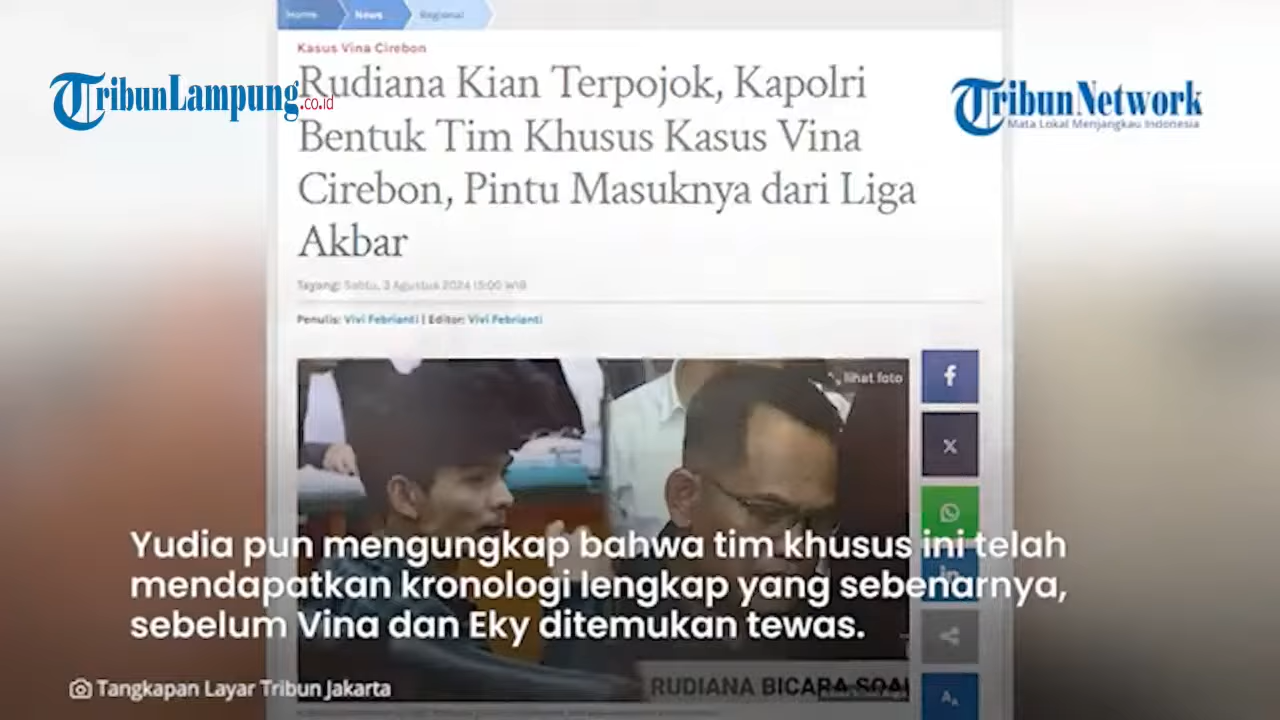 Home News Regional
Kasus Vina Cirebon
TribunLampung.co.id
TribunNetwork
Mata Lokal Menjangkau Indonesia
Rudiana Kian Terpojok, Kapolri
Bentuk Tim Khusus Kasus Vina
Cirebon, Pintu Masuknya dari Liga
Akbar
Tayang: Sabtu, 3 Agustus 2024 15:00 WIB
Penulis: Vivi Febrianti | Editor: Vivi Febrianti
lihat foto
Yudia pun mengungkap bahwa tim khusus ini telah
mendapatkan kronologi lengkap yang sebenarnya,
sebelum Vina dan Eky ditemukan tewas.
RUDIANA BICARA SOAL
Tangkapan Layar Tribun Jakarta